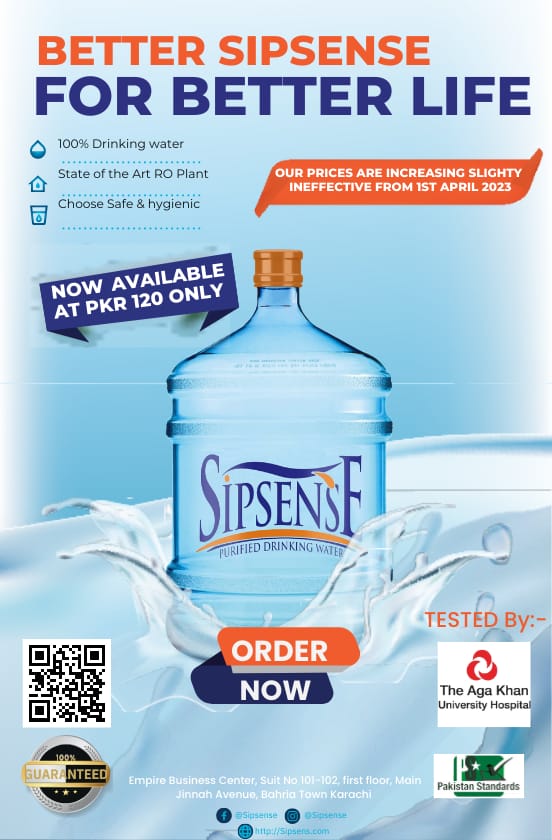 BETTER SIPSENSE
FOR BETTER LIFE
100% Drinking water
State of the Art RO Plant
Choose Safe & hygienic
OUR PRICES ARE INCREASING SLIGHTY
INEFFECTIVE FROM 1ST APRIL 2023
NOW AVAILABLE
AT PKR 120 ONLY
SIPSENSE
PURIFIED DRINKING WATER
TESTED By:-
ORDER
NOW
The Aga Khan
University Hospital
100%
GUARANTEED
Pakistan Standards
Empire Business Center, Suit No 101-102, first floor, Main
Jinnah Avenue, Bahria Town Karachi
@Sipsense @Sipsense
http://Sipsens.com